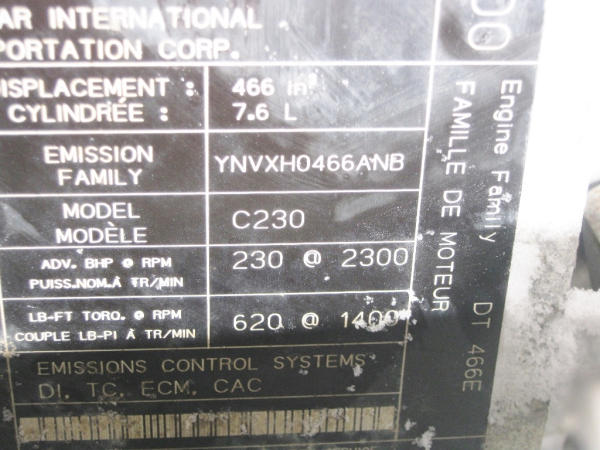 AR INTERNATIONAL
PORTATION CORP.
ISPLACEMENT : 466 in³
CYLINDRÉE : 7.6 L
EMISSION FAMILY YNVXH0466ANB
MODEL
MODÈLE C230
ADV. BHP @ RPM
PUISS.NOM.À TR/MIN 230 @ 2300
LB-FT TORQ. @ RPM
COUPLE LB-PI À TR/MIN 620 @ 1400
EMISSIONS CONTROL SYSTEMS
DI, TC, ECM, CAC
00
Engine Family
FAMILLE DE MOTEUR DT 466E